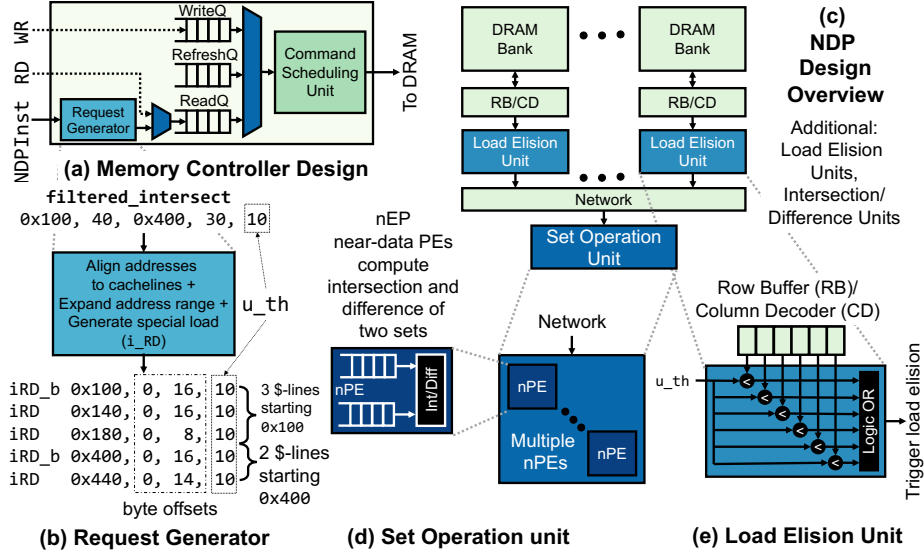 WR
RD
NDPInst
WriteQ
RefreshQ
ReadQ
Request
Generator
Command
Scheduling
Unit
To DRAM
(a) Memory Controller Design
filtered_intersect
0x100, 40, 0x400, 30, 10
Align addresses
to cachelines +
Expand address range +
Generate special load
(i_RD)
u_th
iRD_b 0x100, 0, 16, 10
iRD 0x140, 0, 16, 10
iRD 0x180, 0, 8, 10
iRD_b 0x400, 0, 16, 10
iRD 0x440, 0, 14, 10
3 $-lines
starting
0x100
2 $-lines
starting
0x400
byte offsets
(b) Request Generator
DRAM
Bank
DRAM
Bank
RB/CD
RB/CD
Load Elision
Unit
Load Elision
Unit
Network
Set Operation
Unit
(c)
NDP
Design
Overview
Additional:
Load Elision
Units,
Intersection/
Difference Units
nEP
near-data PEs
compute
intersection and
difference of
two sets
nPE
Int/Diff
Network
nPE
Multiple
nPEs
nPE
(d) Set Operation unit
Row Buffer (RB)/
Column Decoder (CD)
u_th
<
<
<
<
<
<
Logic OR
Trigger load elision
(e) Load Elision Unit